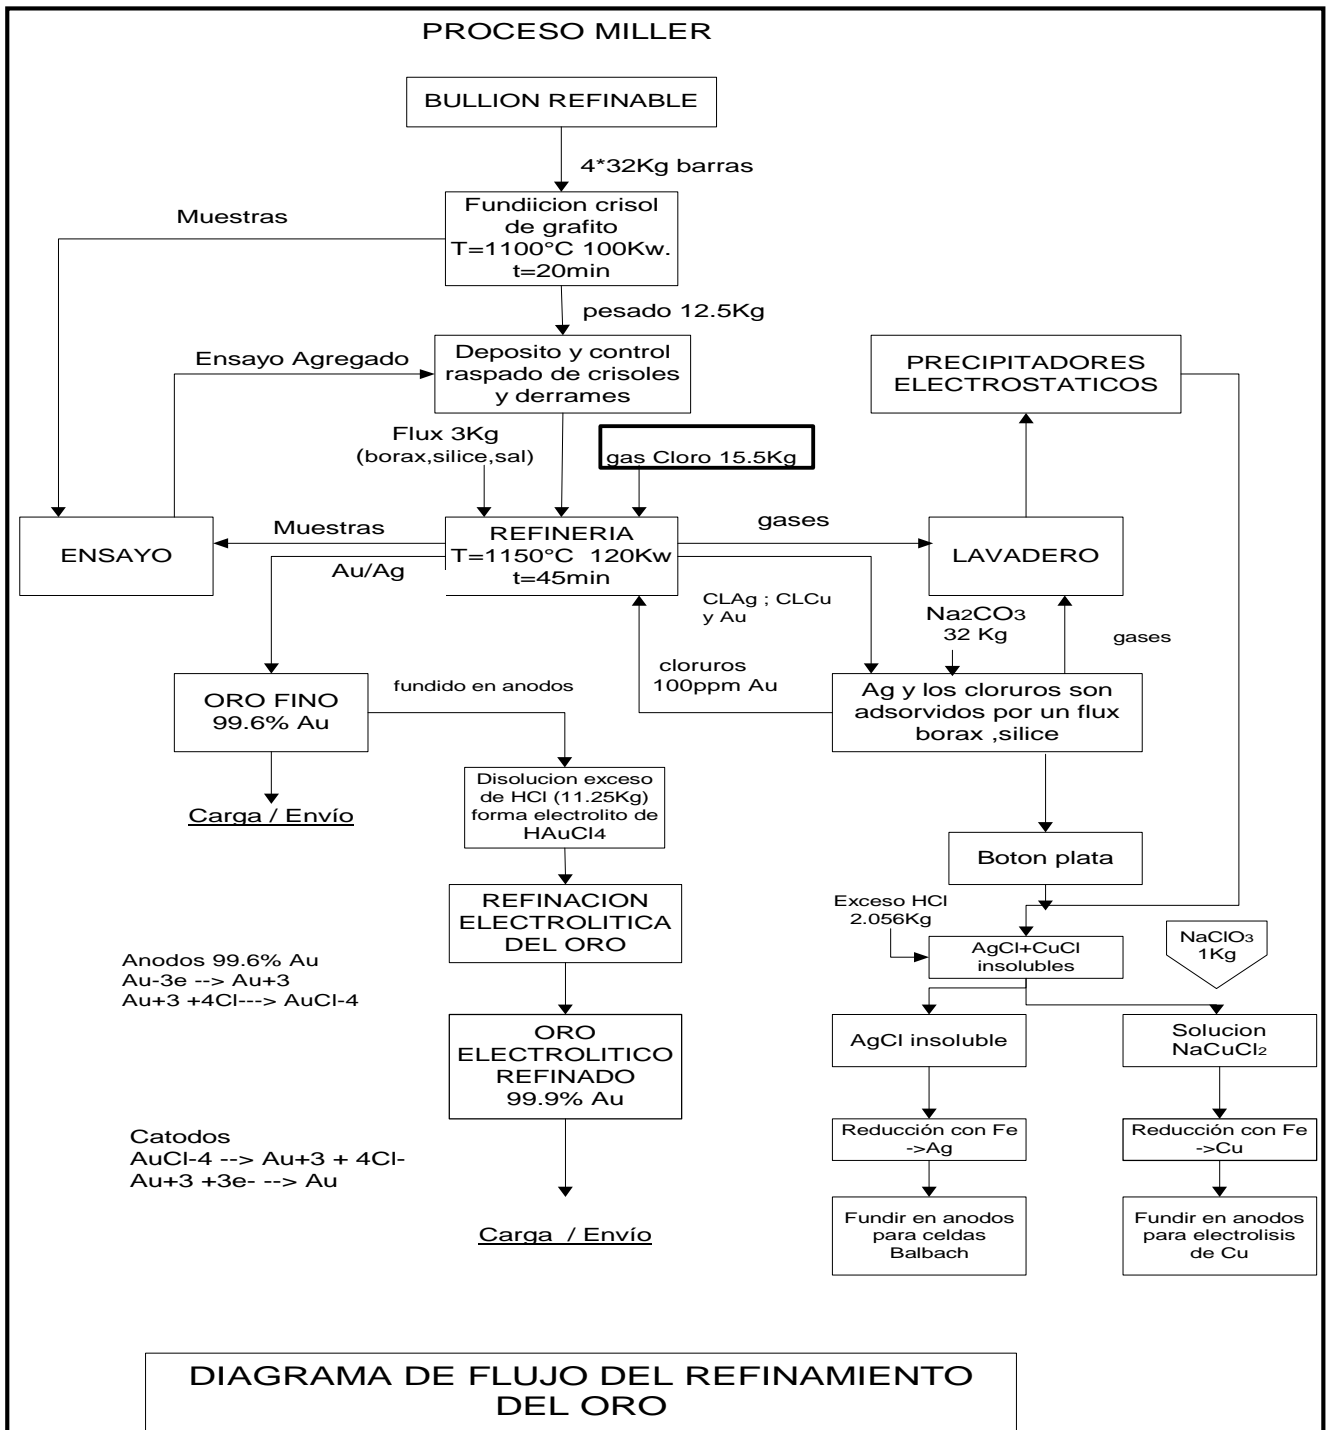 PROCESO MILLER
BULLION REFINABLE
4*32Kg barras
Fundiicion crisol
de grafito
T=1100°C 100Kw.
t=20min
Muestras
pesado 12.5Kg
Ensayo Agregado
Deposito y control
raspado de crisoles
y derrames
PRECIPITADORES
ELECTROSTATICOS
Flux 3Kg
(borax,silice,sal)
gas Cloro 15.5Kg
ENSAYO
Muestras
REFINERIA
T=1150°C 120Kw
t=45min
gases
LAVADERO
Au/Ag
CLAg ; CLCu
y Au
Na2CO3
32 Kg
gases
cloruros
100ppm Au
ORO FINO
99.6% Au
fundido en anodos
Ag y los cloruros son
adsorvidos por un flux
borax ,silice
Carga / Envío
Disolucion exceso
de HCl (11.25Kg)
forma electrolito de
HAuCl4
Boton plata
REFINACION
ELECTROLITICA
DEL ORO
Exceso HCl
2.056Kg
AgCl+CuCl
insolubles
NaClO3
1Kg
Anodos 99.6% Au
Au-3e --> Au+3
Au+3 +4Cl---> AuCl-4
ORO
ELECTROLITICO
REFINADO
99.9% Au
AgCl insoluble
Solucion
NaCuCl2
Catodos
AuCl-4 --> Au+3 + 4Cl-
Au+3 +3e- --> Au
Reducción con Fe
->Ag
Reducción con Fe
->Cu
Carga / Envío
Fundir en anodos
para celdas
Balbach
Fundir en anodos
para electrolisis
de Cu
DIAGRAMA DE FLUJO DEL REFINAMIENTO
DEL ORO